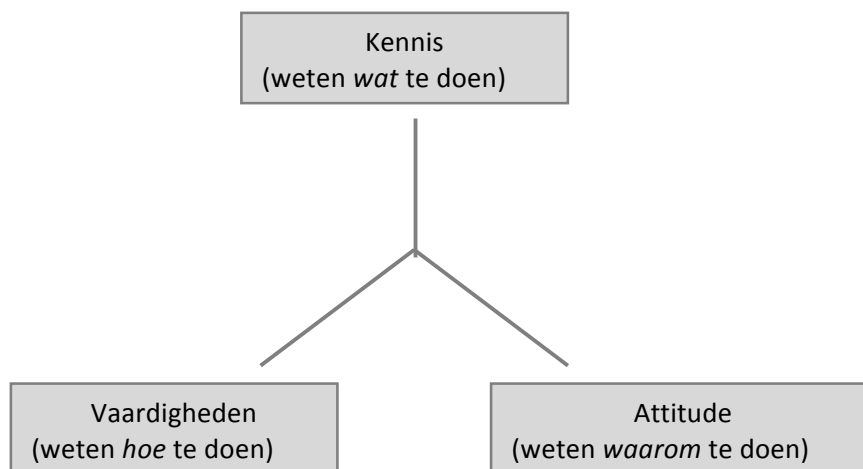 Kennis
(weten wat te doen)
Vaardigheden
(weten hoe te doen)
Attitude
(weten waarom te doen)